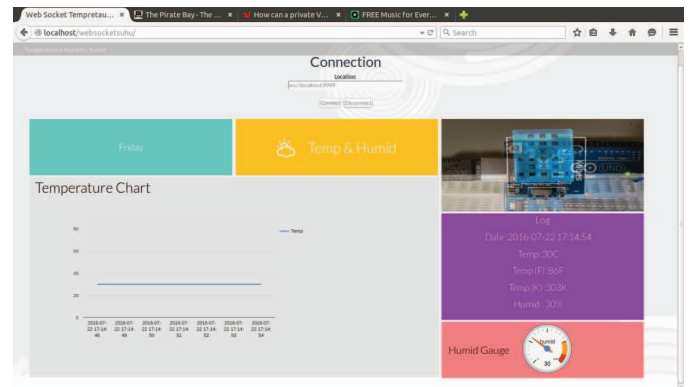 Web Socket Tempretau... × The Pirate Bay - The ... × How can a private V... × FREE Music for Ever... ×
localhost/websocketsuhu/ Search
Connection
Location:
ws://localhost:9999
Connect Disconnect
Friday
Temp & Humid
Temperature Chart
80
60
40
20
0
Temp
2016-07-22 17:14:48
2016-07-22 17:14:49
2016-07-22 17:14:50
2016-07-22 17:14:51
2016-07-22 17:14:52
2016-07-22 17:14:53
2016-07-22 17:14:54
UNO
Log
Date :2016-07-22 17:14:54
Temp :30C
Temp (F) :86F
Temp (K) :303K
Humid : 30%
Humid Gauge
humid
30